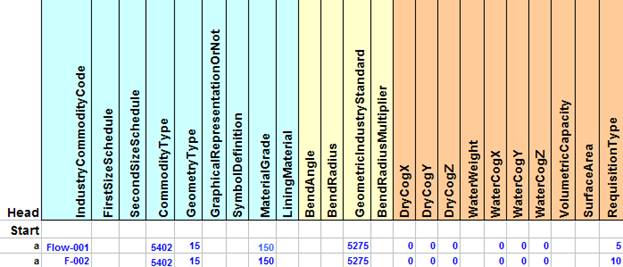 Head IndustryCommodityCode FirstSizeSchedule SecondSizeSchedule CommodityType GeometryType GraphicalRepresentationOrNot SymbolDefinition MaterialGrade LiningMaterial BendAngle BendRadius GeometricIndustryStandard BendRadiusMultiplier DryCogX DryCogY DryCogZ WaterWeight WaterCogX WaterCogY WaterCogZ VolumetricCapacity SurfaceArea RequisitionType
Start
a Flow-001 5402 15 150 5275 0 0 0 0 0 0 5
a F-002 5402 15 150 5275 0 0 0 0 0 0 10